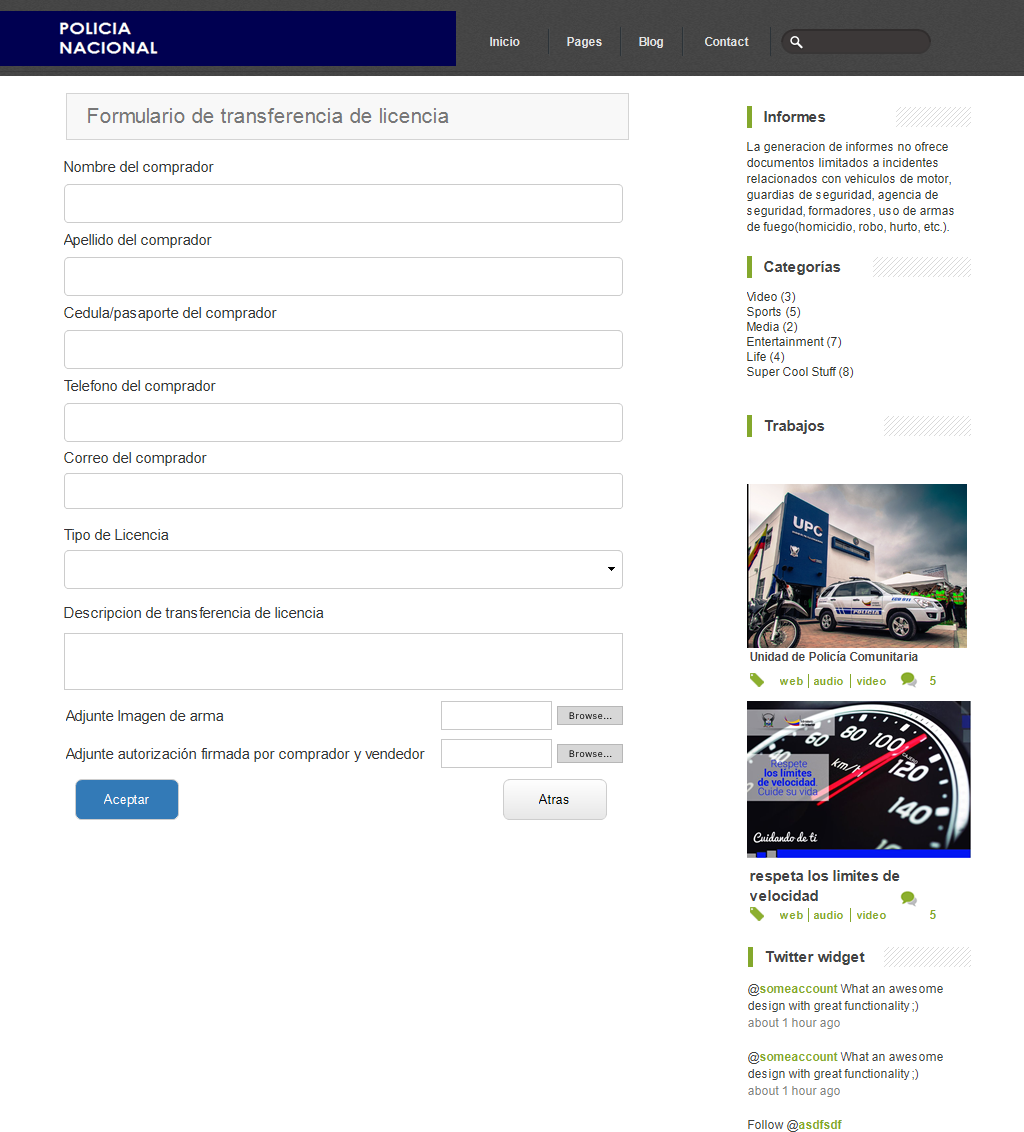 POLICIA
NACIONAL
Inicio
Pages
Blog
Contact
Formulario de transferencia de licencia
Nombre del comprador
Apellido del comprador
Cedula/pasaporte del comprador
Telefono del comprador
Correo del comprador
Tipo de Licencia
Descripcion de transferencia de licencia
Adjunte Imagen de arma
Browse...
Adjunte autorización firmada por comprador y vendedor
Browse...
Aceptar
Atras
Informes
La generacion de informes no ofrece
documentos limitados a incidentes
relacionados con vehiculos de motor,
guardias de seguridad, agencia de
seguridad, formadores, uso de armas
de fuego(homicidio, robo, hurto, etc.).
Categorías
Video (3)
Sports (5)
Media (2)
Entertainment (7)
Life (4)
Super Cool Stuff (8)
Trabajos
UPC
POLICIA
Unidad de Policía Comunitaria
web | audio | video 5
60 80 100 120 140
km/h
Respete
los límites
de velocidad.
Cuide su vida
Cuidando de ti
respeta los limites de
velocidad
web | audio | video 5
Twitter widget
@someaccount What an awesome
design with great functionality ;)
about 1 hour ago
@someaccount What an awesome
design with great functionality ;)
about 1 hour ago
Follow @asdfsdf